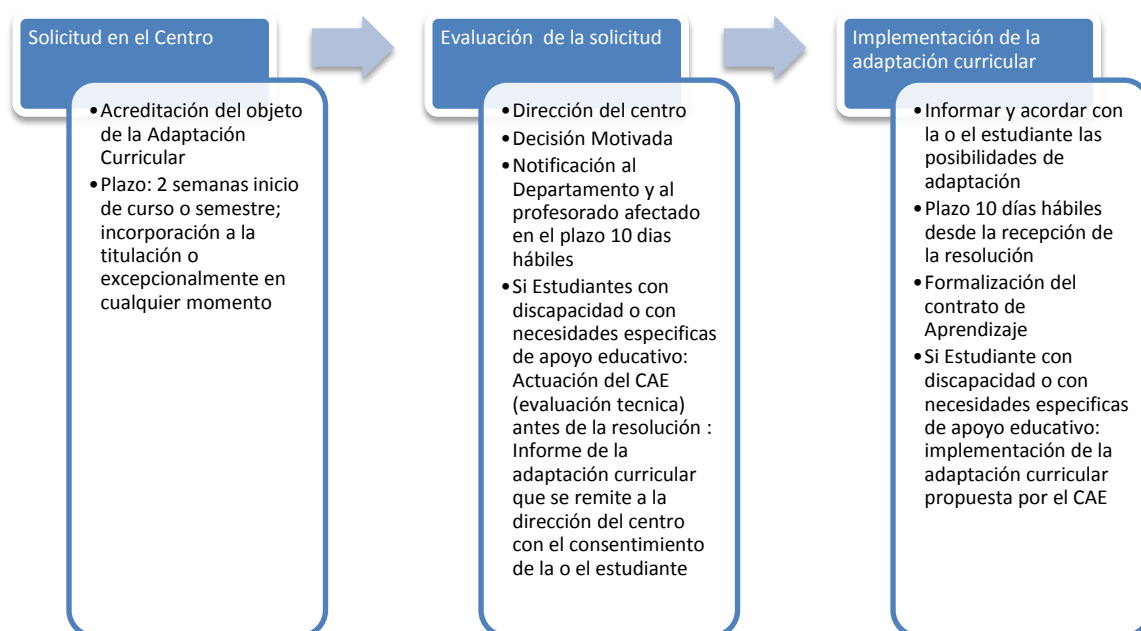 Solicitud en el Centro
•Acreditación del objeto
de la Adaptación
Curricular
•Plazo: 2 semanas inicio
de curso o semestre;
incorporación a la
titulación o
excepcionalmente en
cualquier momento
Evaluación de la solicitud
•Dirección del centro
•Decisión Motivada
•Notificación al
Departamento y al
profesorado afectado
en el plazo 10 dias
hábiles
•Si Estudiantes con
discapacidad o con
necesidades especificas
de apoyo educativo:
Actuación del CAE
(evaluación tecnica)
antes de la resolución :
Informe de la
adaptación curricular
que se remite a la
dirección del centro
con el consentimiento
de la o el estudiante
Implementación de la
adaptación curricular
•Informar y acordar con
la o el estudiante las
posibilidades de
adaptación
•Plazo 10 días hábiles
desde la recepción de
la resolución
•Formalización del
contrato de
Aprendizaje
•Si Estudiante con
discapacidad o con
necesidades especificas
de apoyo educativo:
implementación de la
adaptación curricular
propuesta por el CAE